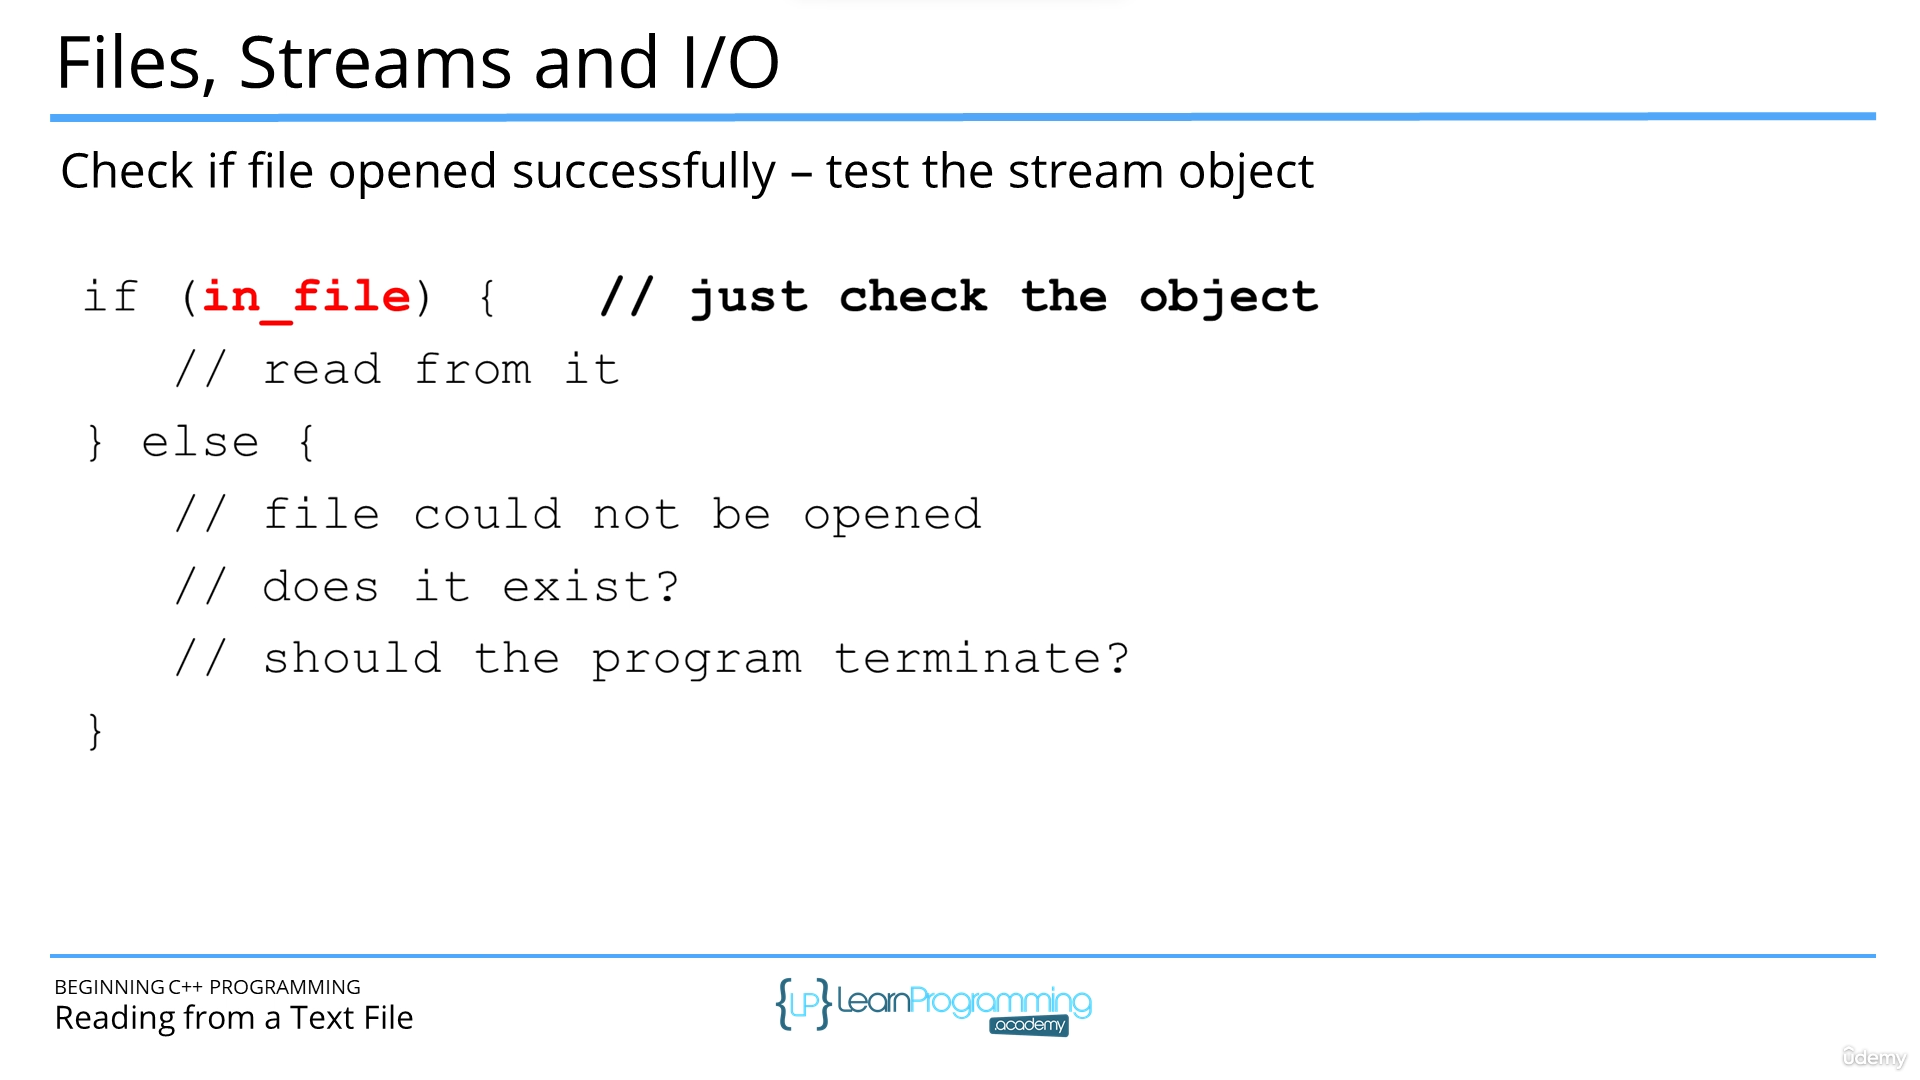 Files, Streams and I/O
Check if file opened successfully – test the stream object
if (in_file) {   // just check the object
   // read from it
} else {
   // file could not be opened
   // does it exist?
   // should the program terminate?
}
BEGINNING C++ PROGRAMMING
Reading from a Text File
{LP} LearnProgramming
academy
ûdemy